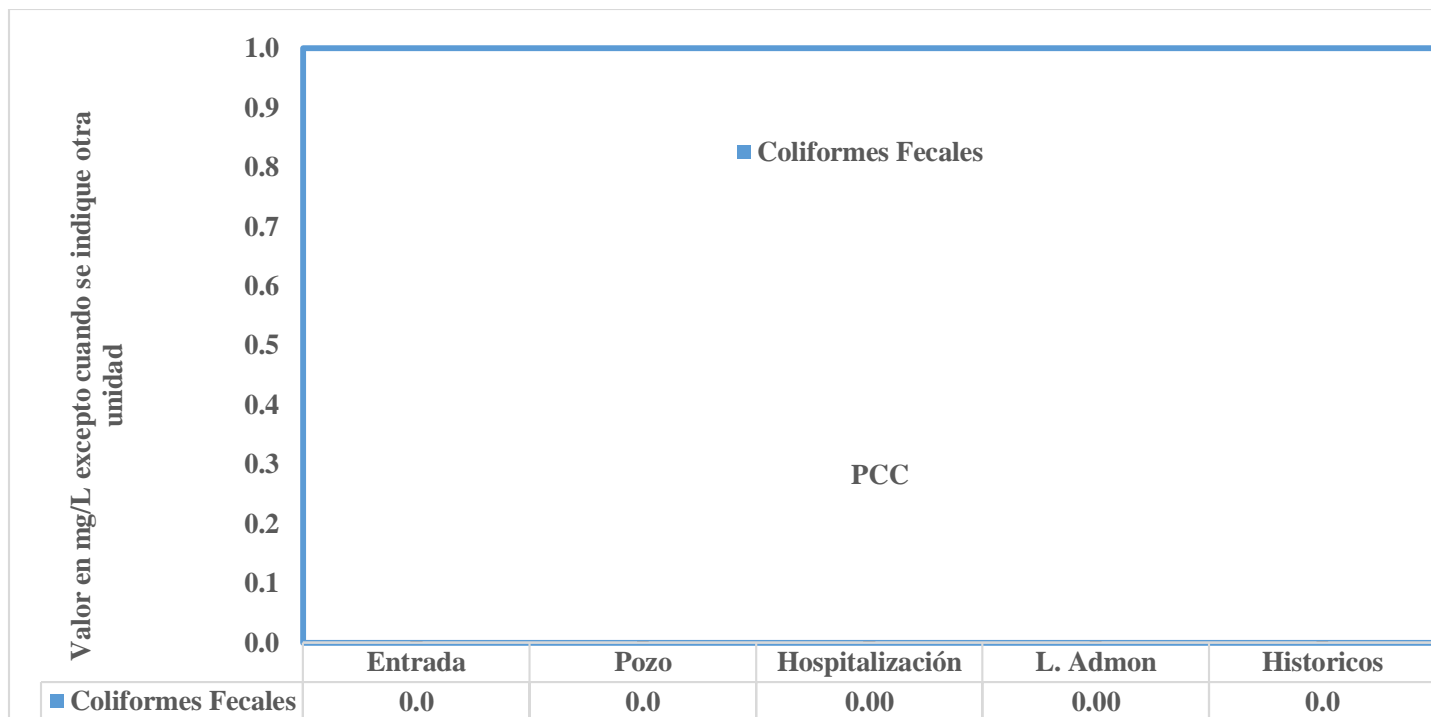 Valor en mg/L excepto cuando se indique otra
unidad
1.0
0.9
0.8
0.7
0.6
0.5
0.4
0.3
0.2
0.1
0.0
Coliformes Fecales
PCC
Entrada Pozo Hospitalización L. Admon Historicos
Coliformes Fecales 0.0 0.0 0.00 0.00 0.0